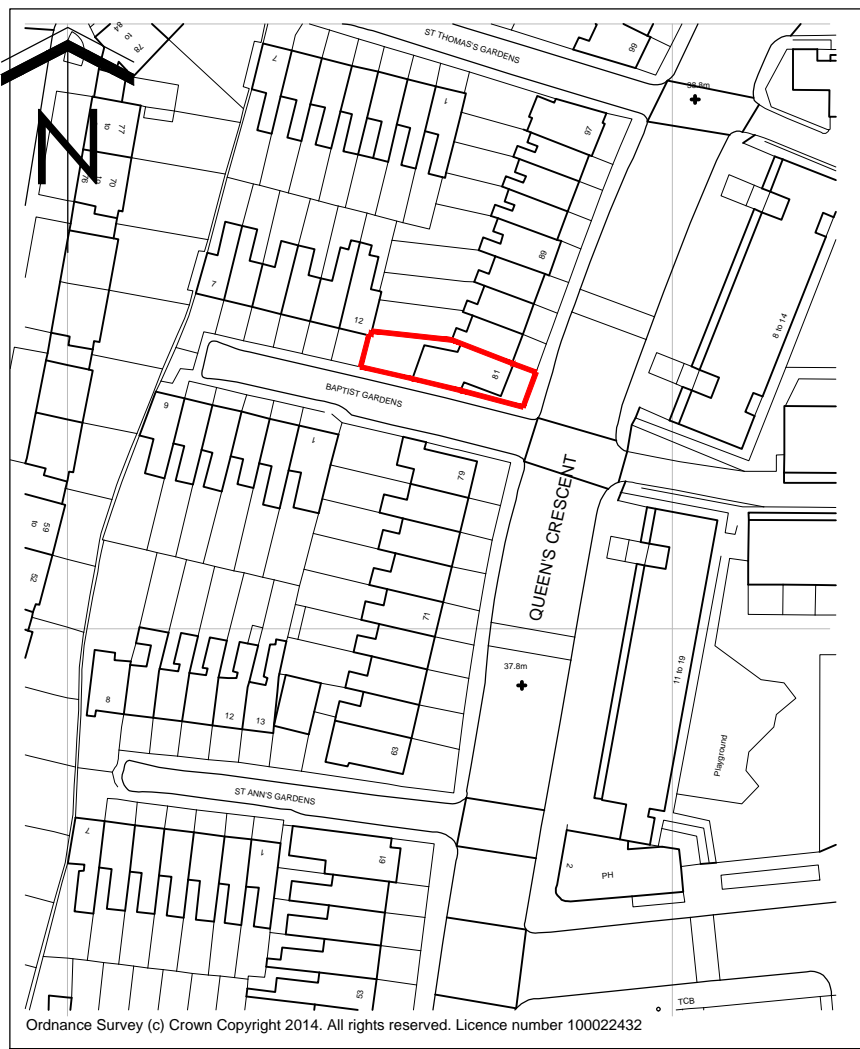 84
to
78
ST THOMAS'S GARDENS
99
7
1
38.8m
N
77
to
70
97
76
to
89
7
12
8 to 14
81
BAPTIST GARDENS
9
1
79
QUEEN'S CRESCENT
59
to
52
71
37.8m
11 to 19
8
12
13
63
Playground
ST ANN'S GARDENS
7
1
61
2
PH
53
TCB
Ordnance Survey (c) Crown Copyright 2014. All rights reserved. Licence number 100022432